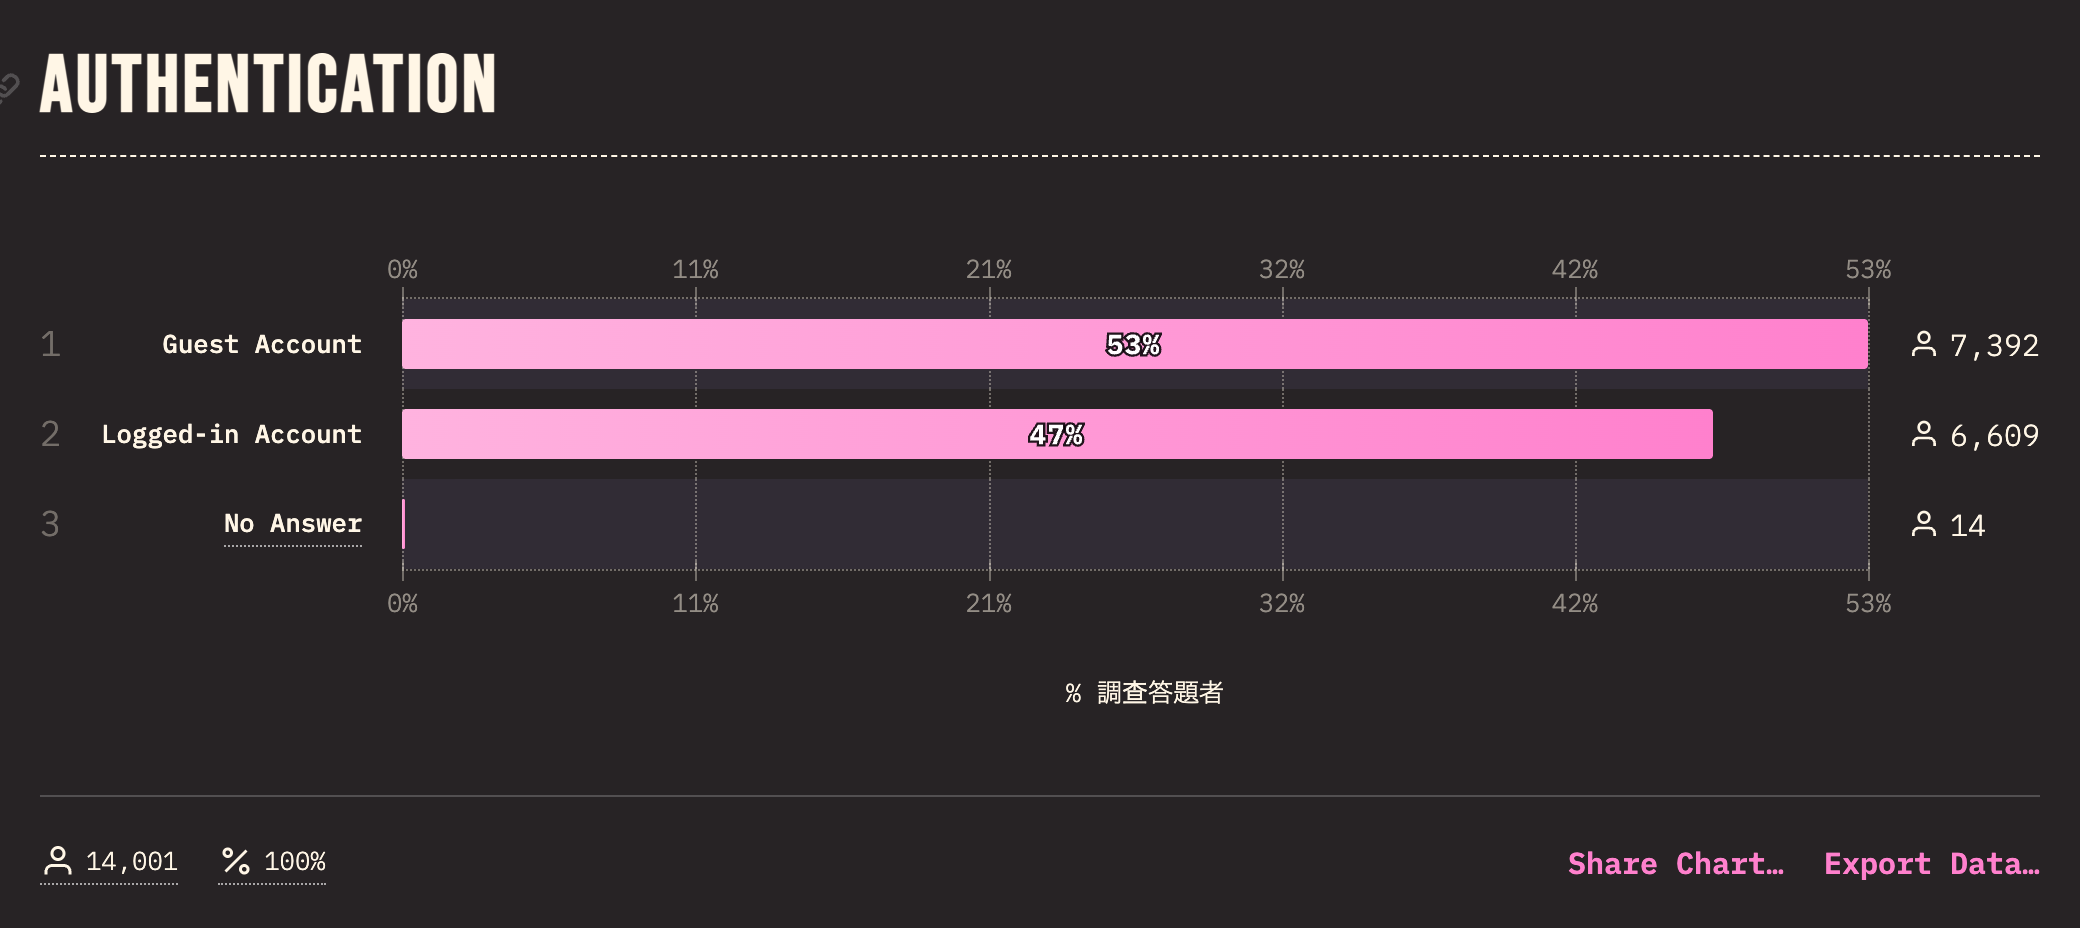 AUTHENTICATION
0% 11% 21% 32% 42% 53%
1 Guest Account 53% 7,392
2 Logged-in Account 47% 6,609
3 No Answer 14
0% 11% 21% 32% 42% 53%
% 調查答題者
14,001 % 100% Share Chart… Export Data…